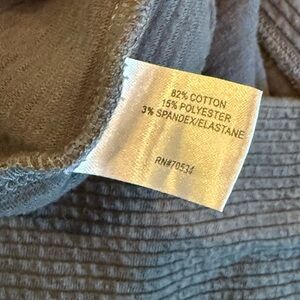 82% COTTON
15% POLYESTER
3% SPANDEX/ELASTANE
RN#70534